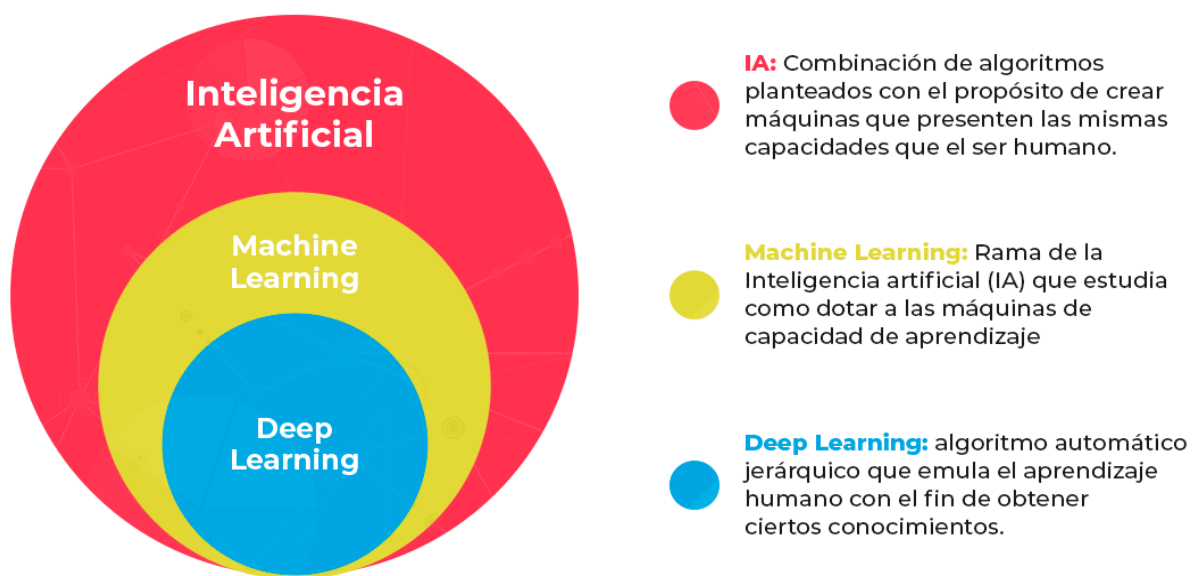 Inteligencia
Artificial
Machine
Learning
Deep
Learning
IA: Combinación de algoritmos
planteados con el propósito de crear
máquinas que presenten las mismas
capacidades que el ser humano.
Machine Learning: Rama de la
Inteligencia artificial (IA) que estudia
como dotar a las máquinas de
capacidad de aprendizaje
Deep Learning: algoritmo automático
jerárquico que emula el aprendizaje
humano con el fin de obtener
ciertos conocimientos.